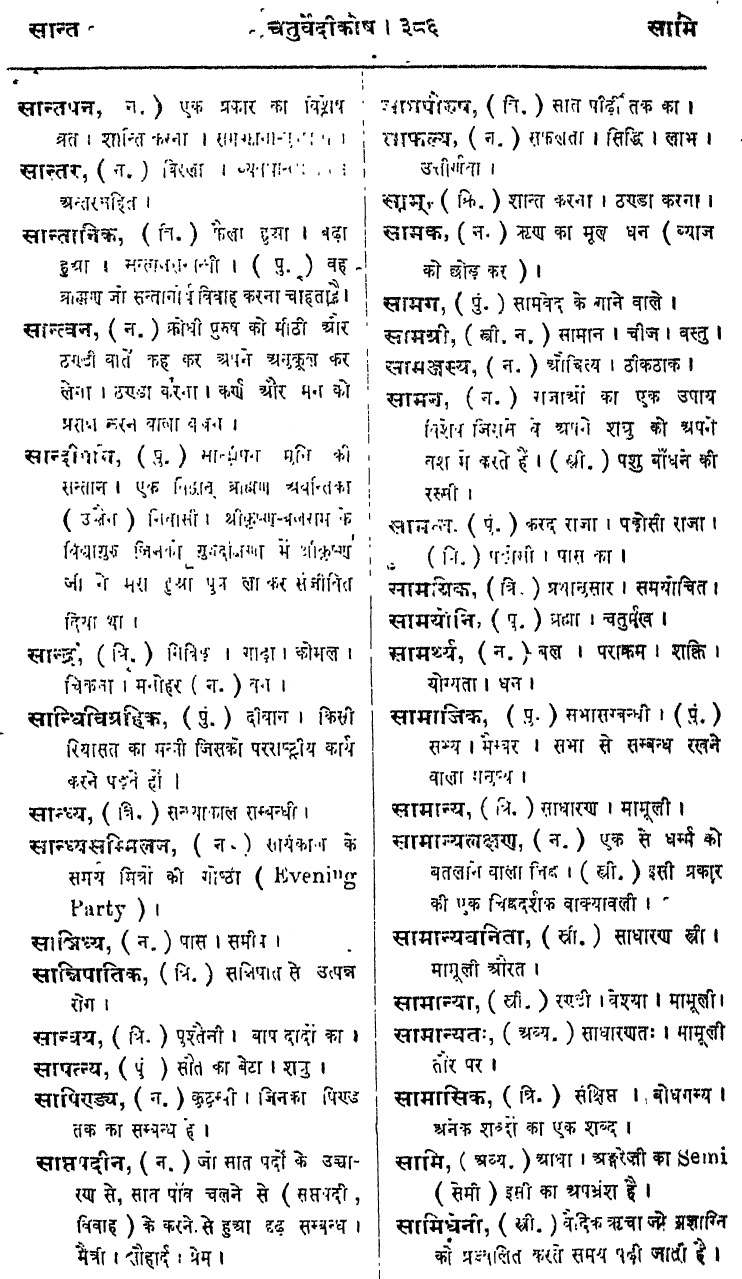 सान्त चतुर्वेदीकोष । ३८६ सामि
सान्तपन, न. ) एक प्रकार का विशेष
व्रत । शान्ति करना ।
सान्तर, ( न. ) विरला ।
अन्तरसहित ।
सान्तानिक, ( त्रि. ) फैला हुआ । बढ़ा
हुआ । ( पु. ) वह
ब्राह्मण जो सन्तानार्थ विवाह करना चाहता है।
सान्त्वन, ( न. ) क्रोधी पुरुष को मीठी और
ठण्डी बातें कह कर अपने अनुकूल कर
लेना । ठण्डा करना । कर्ण और मन को
प्रसन्न करने वाला वचन ।
सान्दीपनि, ( पु. ) मुनि की
सन्तान । एक विद्वान् ब्राह्मण
( उज्जैन ) निवासी । श्रीकृष्ण-बलराम के
विद्यागुरु जिनको गुरुदक्षिणा में श्रीकृष्ण
जी ने मरा हुआ पुत्र ला कर संजीवित
दिया था ।
सान्द्र, ( त्रि. ) निविड़ । गाढ़ा । कोमल ।
चिकना । मनोहर ( न. ) वन ।
सान्धिविग्रहिक, ( पुं. ) दीवान । किसी
रियासत का मन्त्री जिसको परराष्ट्रीय कार्य
करने पड़ते हों ।
सान्ध्य, ( त्रि. ) सन्ध्याकाल सम्बन्धी ।
सान्ध्यसम्मिलन, ( न. ) सायंकाल के
समय मित्रों की गोष्ठी ( Evening
Party ) ।
सान्निध्य, ( न. ) पास । समीप ।
सान्निपातिक, ( त्रि. ) सन्निपात से उत्पन्न
रोग ।
सान्वय, ( त्रि. ) पुश्तैनी । बाप दादों का ।
सापत्न्य, ( पुं ) सौत का बेटा । शत्रु ।
सापिण्ड्य, ( न. ) कुटुम्बी । जिनका पिण्ड
तक का सम्बन्ध है ।
साप्तपदीन, ( न. ) जो सात पदों के उच्चा-
रण से, सात पाँव चलने से ( सप्तपदी,
विवाह ) के करने से हुआ दृढ़ सम्बन्ध ।
मैत्री । सौहार्द । प्रेम ।
साप्तपौरुष, ( त्रि. ) सात पीढ़ी तक का ।
साफल्य, ( न. ) सफलता । सिद्धि । लाभ ।
उत्तीर्णता ।
साम्, ( क्रि. ) शान्त करना । ठण्डा करना ।
सामक, ( न. ) ऋण का मूल धन ( ब्याज
को छोड़ कर ) ।
सामग, ( पुं. ) सामवेद के गाने वाले ।
सामग्री, ( स्त्री. न. ) सामान । चीज । वस्तु ।
सामञ्जस्य, ( न. ) औचित्य । ठीकठाक ।
सामन्, ( न. ) राजाओं का एक उपाय
विशेष जिससे वे अपने शत्रु को अपने
वश में करते हैं । ( स्त्री. ) पशु बाँधने की
रस्सी ।
सामन्त, ( पुं. ) करद राजा । पड़ोसी राजा ।
( त्रि. ) पड़ोसी । पास का ।
सामयिक, ( त्रि. ) प्रथानुसार । समयोचित ।
सामयोनि, ( पु. ) ब्रह्मा । चतुर्मुख ।
सामर्थ्य, ( न. ) बल । पराक्रम । शक्ति ।
योग्यता । धन ।
सामाजिक, ( पु. ) सभासम्बन्धी । ( पुं. )
सभ्य । मेम्बर । सभा से सम्बन्ध रखने
वाला मनुष्य ।
सामान्य, ( त्रि. ) साधारण । मामूली ।
सामान्यलक्षण, ( न. ) एक से धर्म्म को
बतलाने वाला चिह्न । ( स्त्री. ) इसी प्रकार
की एक चिह्नदर्शक वाक्यावली ।
सामान्यवनिता, ( स्त्री. ) साधारण स्त्री ।
मामूली औरत ।
सामान्या, ( स्त्री. ) रण्डी । वेश्या । मामूली।
सामान्यतः, ( अव्य. ) साधारणतः । मामूली
तौर पर ।
सामासिक, ( त्रि. ) संक्षिप्त । बोधगम्य ।
अनेक शब्दों का एक शब्द ।
सामि, ( अव्य. ) आधा । अङ्गरेज़ी का Semi
( सेमी ) इसी का अपभ्रंश है ।
सामिधेनी, ( स्त्री. ) वैदिक ऋचा जो यज्ञाग्नि
को प्रज्वलित करते समय पढ़ी जाती है ।